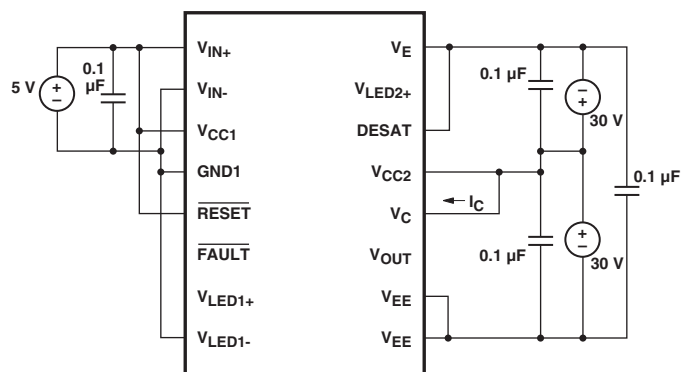 5 V
+
−
0.1
µF
V_IN+
V_IN-
V_CC1
GND1
RESET
FAULT
V_LED1+
V_LED1-
V_E
V_LED2+
DESAT
V_CC2
V_C
V_OUT
V_EE
V_EE
I_C
0.1 µF
−
+
30 V
0.1 µF
0.1 µF
+
−
30 V